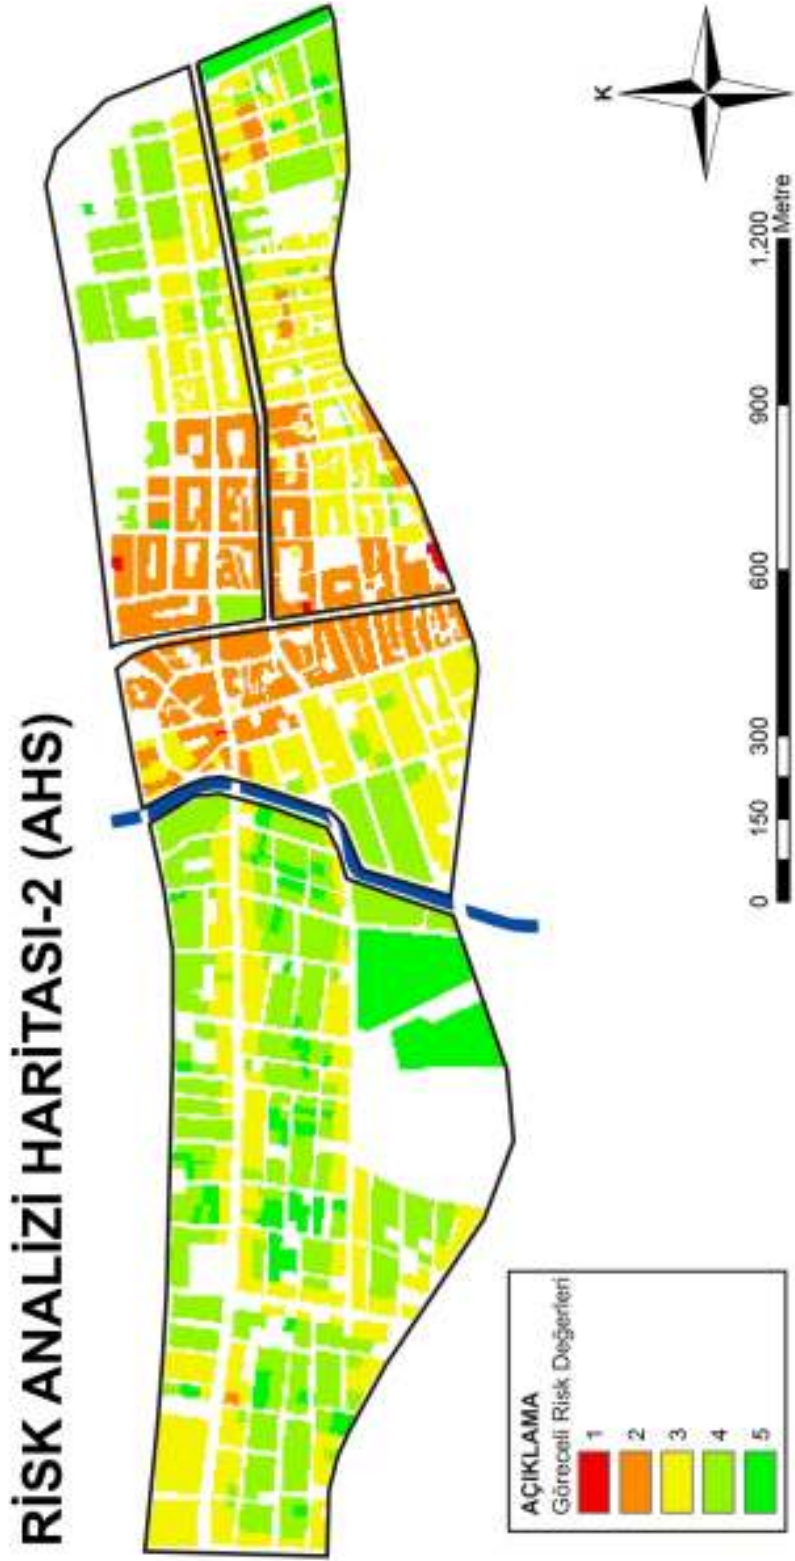 RİSK ANALİZİ HARİTASI-2 (AHS)
K
AÇIKLAMA
Göreceli Risk Değerleri
1
2
3
4
5
0 150 300 600 900 1.200
Metre